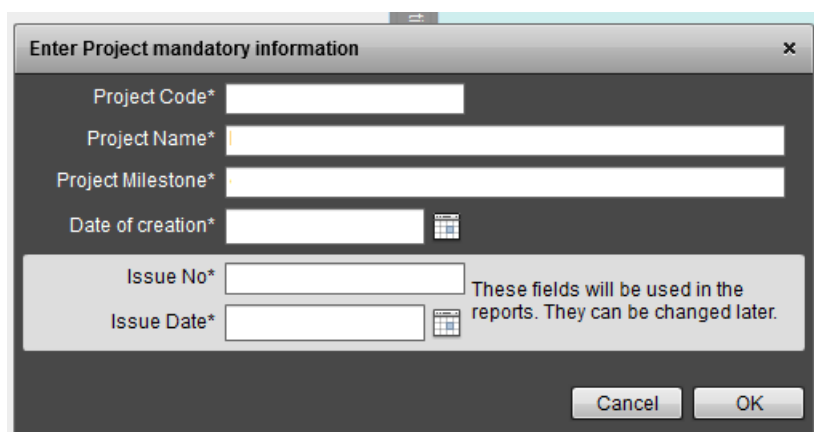 Enter Project mandatory information
Project Code*
Project Name*
Project Milestone*
Date of creation*
Issue No*
These fields will be used in the
Issue Date*
reports. They can be changed later.
Cancel
OK